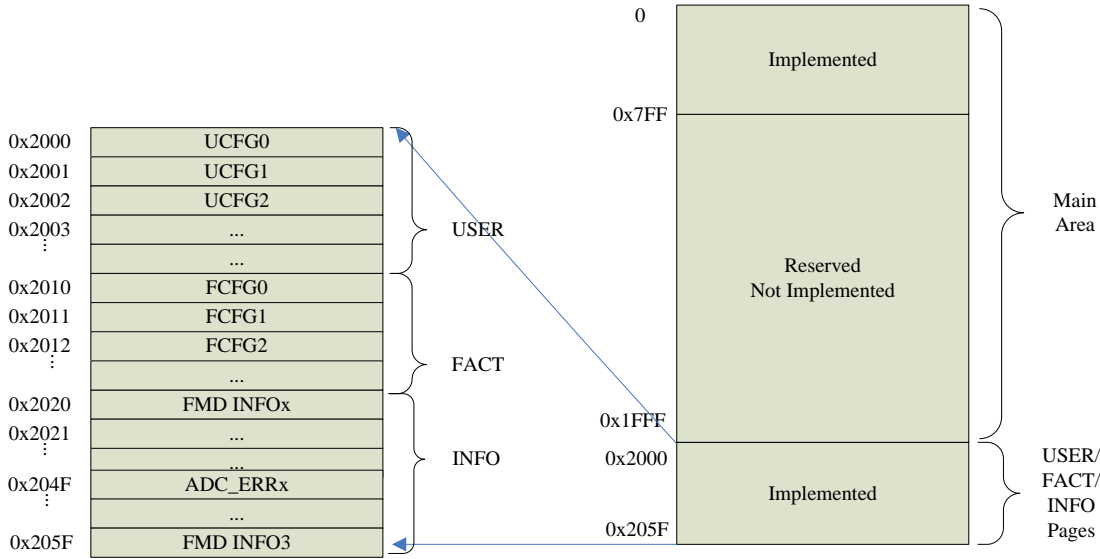 0x2000 UCFG0
0x2001 UCFG1
0x2002 UCFG2
0x2003 ...
...
...
USER
0x2010 FCFG0
0x2011 FCFG1
0x2012 FCFG2
...
...
FACT
0x2020 FMD INFOx
0x2021 ...
...
...
0x204F ADC_ERRx
...
...
0x205F FMD INFO3
INFO
0
Implemented
0x7FF
Reserved
Not Implemented
0x1FFF
Main
Area
0x2000
Implemented
0x205F
USER/
FACT/
INFO
Pages